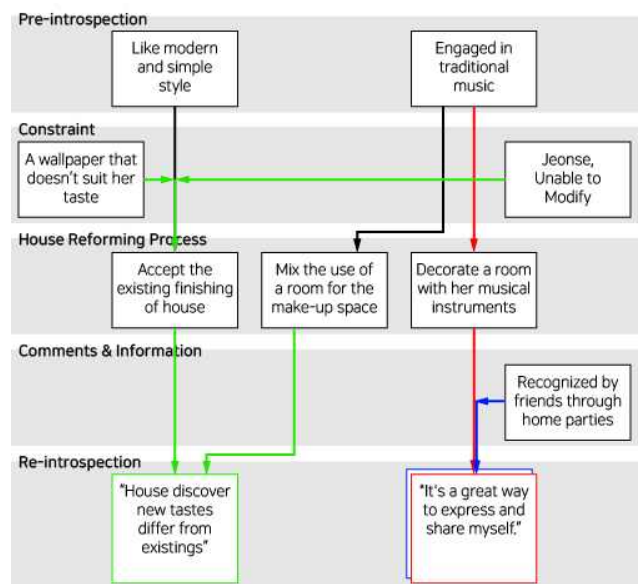 Pre-introspection
Like modern
and simple
style
Engaged in
traditional
music
Constraint
A wallpaper that
doesn't suit her
taste
Jeonse,
Unable to
Modify
House Reforming Process
Accept the
existing finishing
of house
Mix the use of
a room for the
make-up space
Decorate a room
with her musical
instruments
Comments & Information
Recognized by
friends through
home parties
Re-introspection
"House discover
new tastes
differ from
existings"
"It's a great way
to express and
share myself."